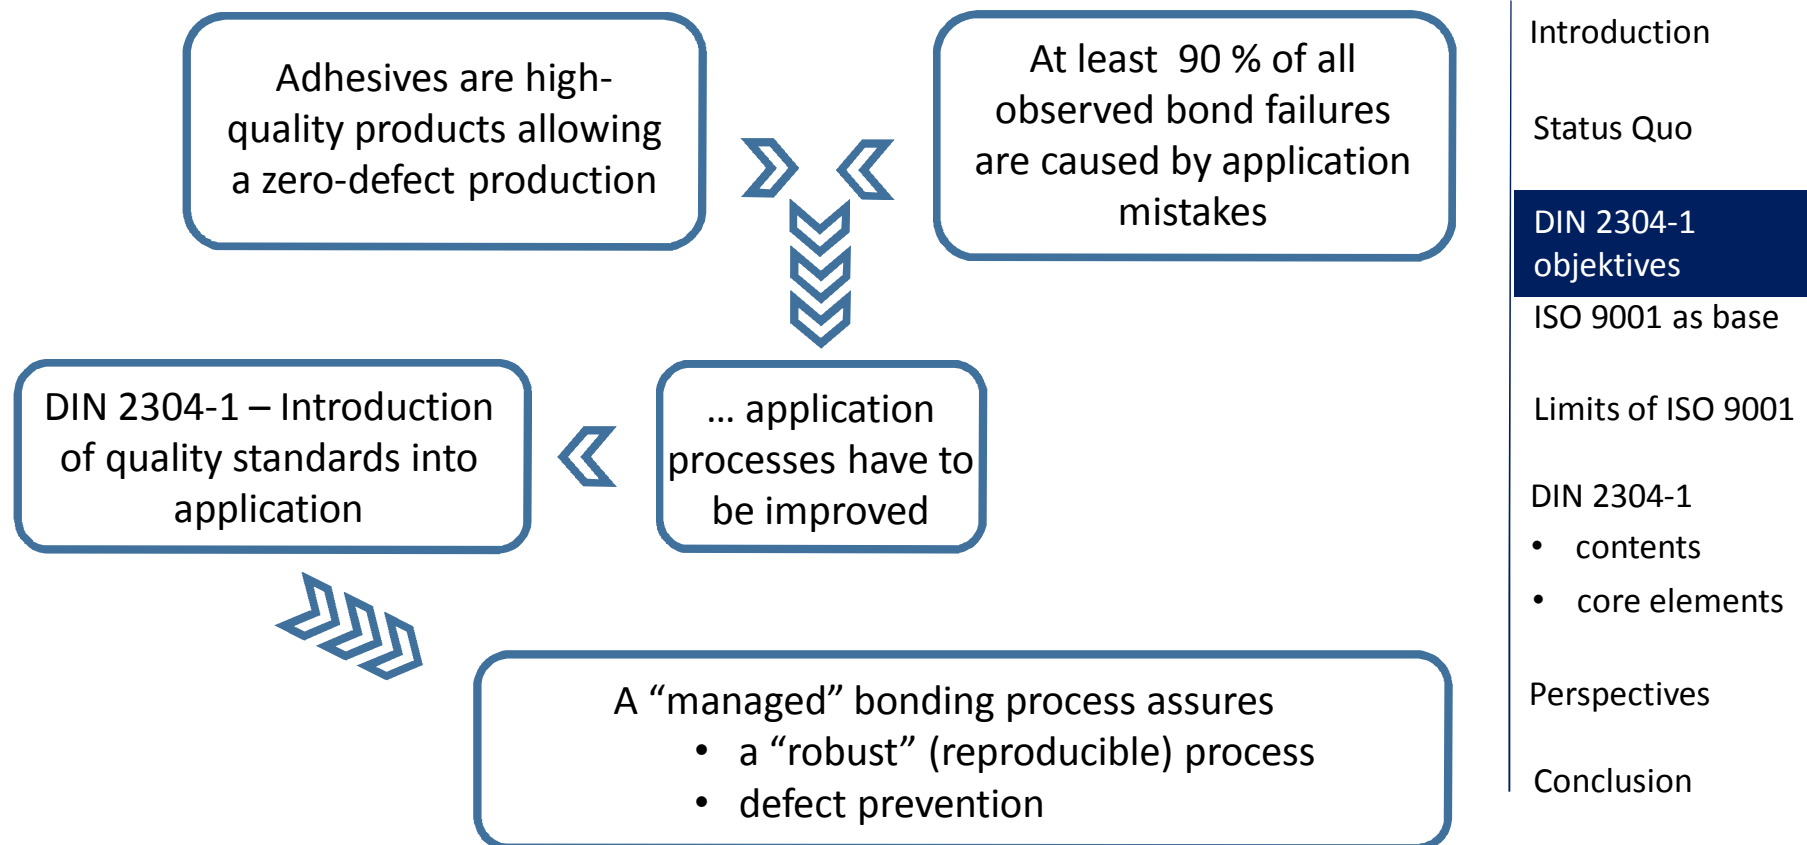 Adhesives are high-
quality products allowing
a zero-defect production
At least  90 % of all
observed bond failures
are caused by application
mistakes
DIN 2304-1 – Introduction
of quality standards into
application
... application
processes have to
be improved
A “managed” bonding process assures
• a “robust” (reproducible) process
• defect prevention
Introduction
Status Quo
DIN 2304-1
objektives
ISO 9001 as base
Limits of ISO 9001
DIN 2304-1
• contents
• core elements
Perspectives
Conclusion